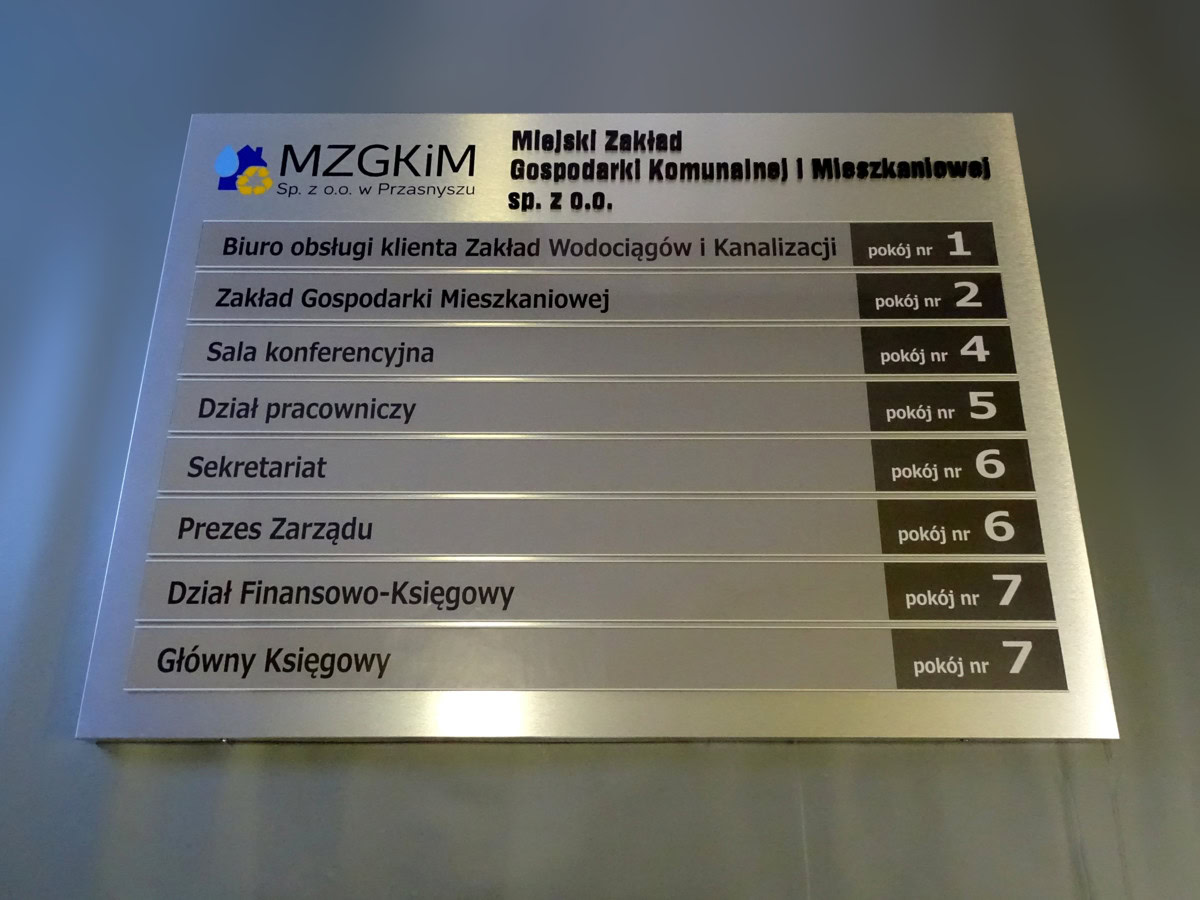 MZGKiM
Sp. z o.o. w Przasnyszu
Miejski Zakład
Gospodarki Komunalnej i Mieszkaniowej
sp. z o.o.
Biuro obsługi klienta Zakład Wodociągów i Kanalizacji pokój nr 1
Zakład Gospodarki Mieszkaniowej pokój nr 2
Sala konferencyjna pokój nr 4
Dział pracowniczy pokój nr 5
Sekretariat pokój nr 6
Prezes Zarządu pokój nr 6
Dział Finansowo-Księgowy pokój nr 7
Główny Księgowy pokój nr 7